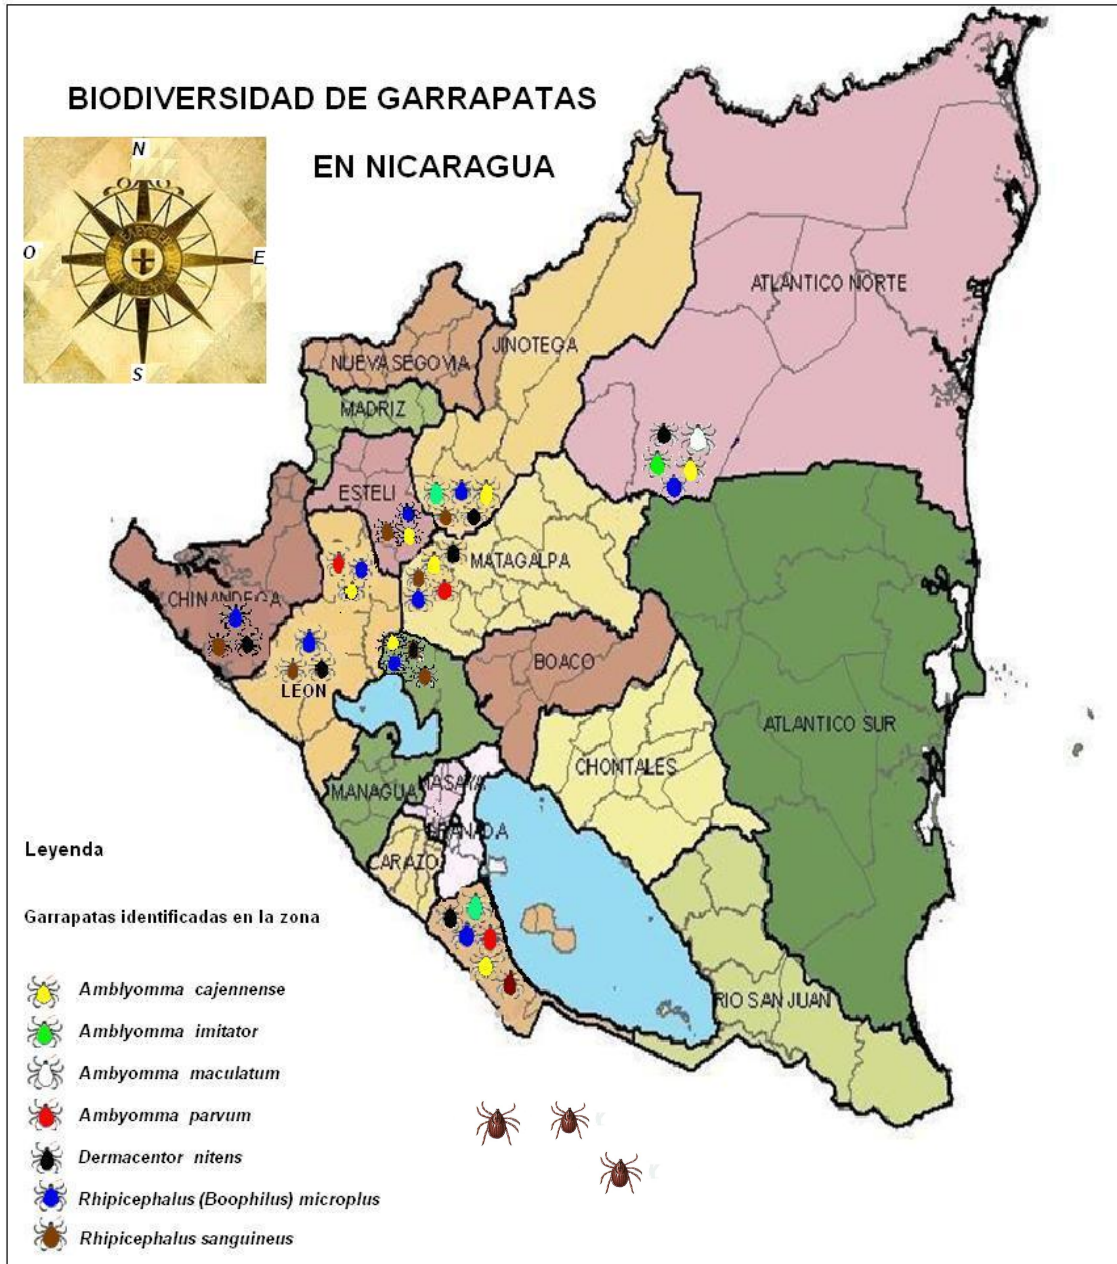 BIODIVERSIDAD DE GARRAPATAS
EN NICARAGUA
N
O
E
S
ATLANTICO NORTE
JINOTEGA
NUEVA SEGOVIA
MADRIZ
ESTELI
MATAGALPA
CHINANDEGA
BOACO
LEON
ATLANTICO SUR
CHONTALES
MASAYA
MANAGUA
GRANADA
CARAZO
RIO SAN JUAN
Leyenda
Garrapatas identificadas en la zona
Amblyomma cajennense
Amblyomma imitator
Ambyomma maculatum
Ambyomma parvum
Dermacentor nitens
Rhipicephalus (Boophilus) microplus
Rhipicephalus sanguineus